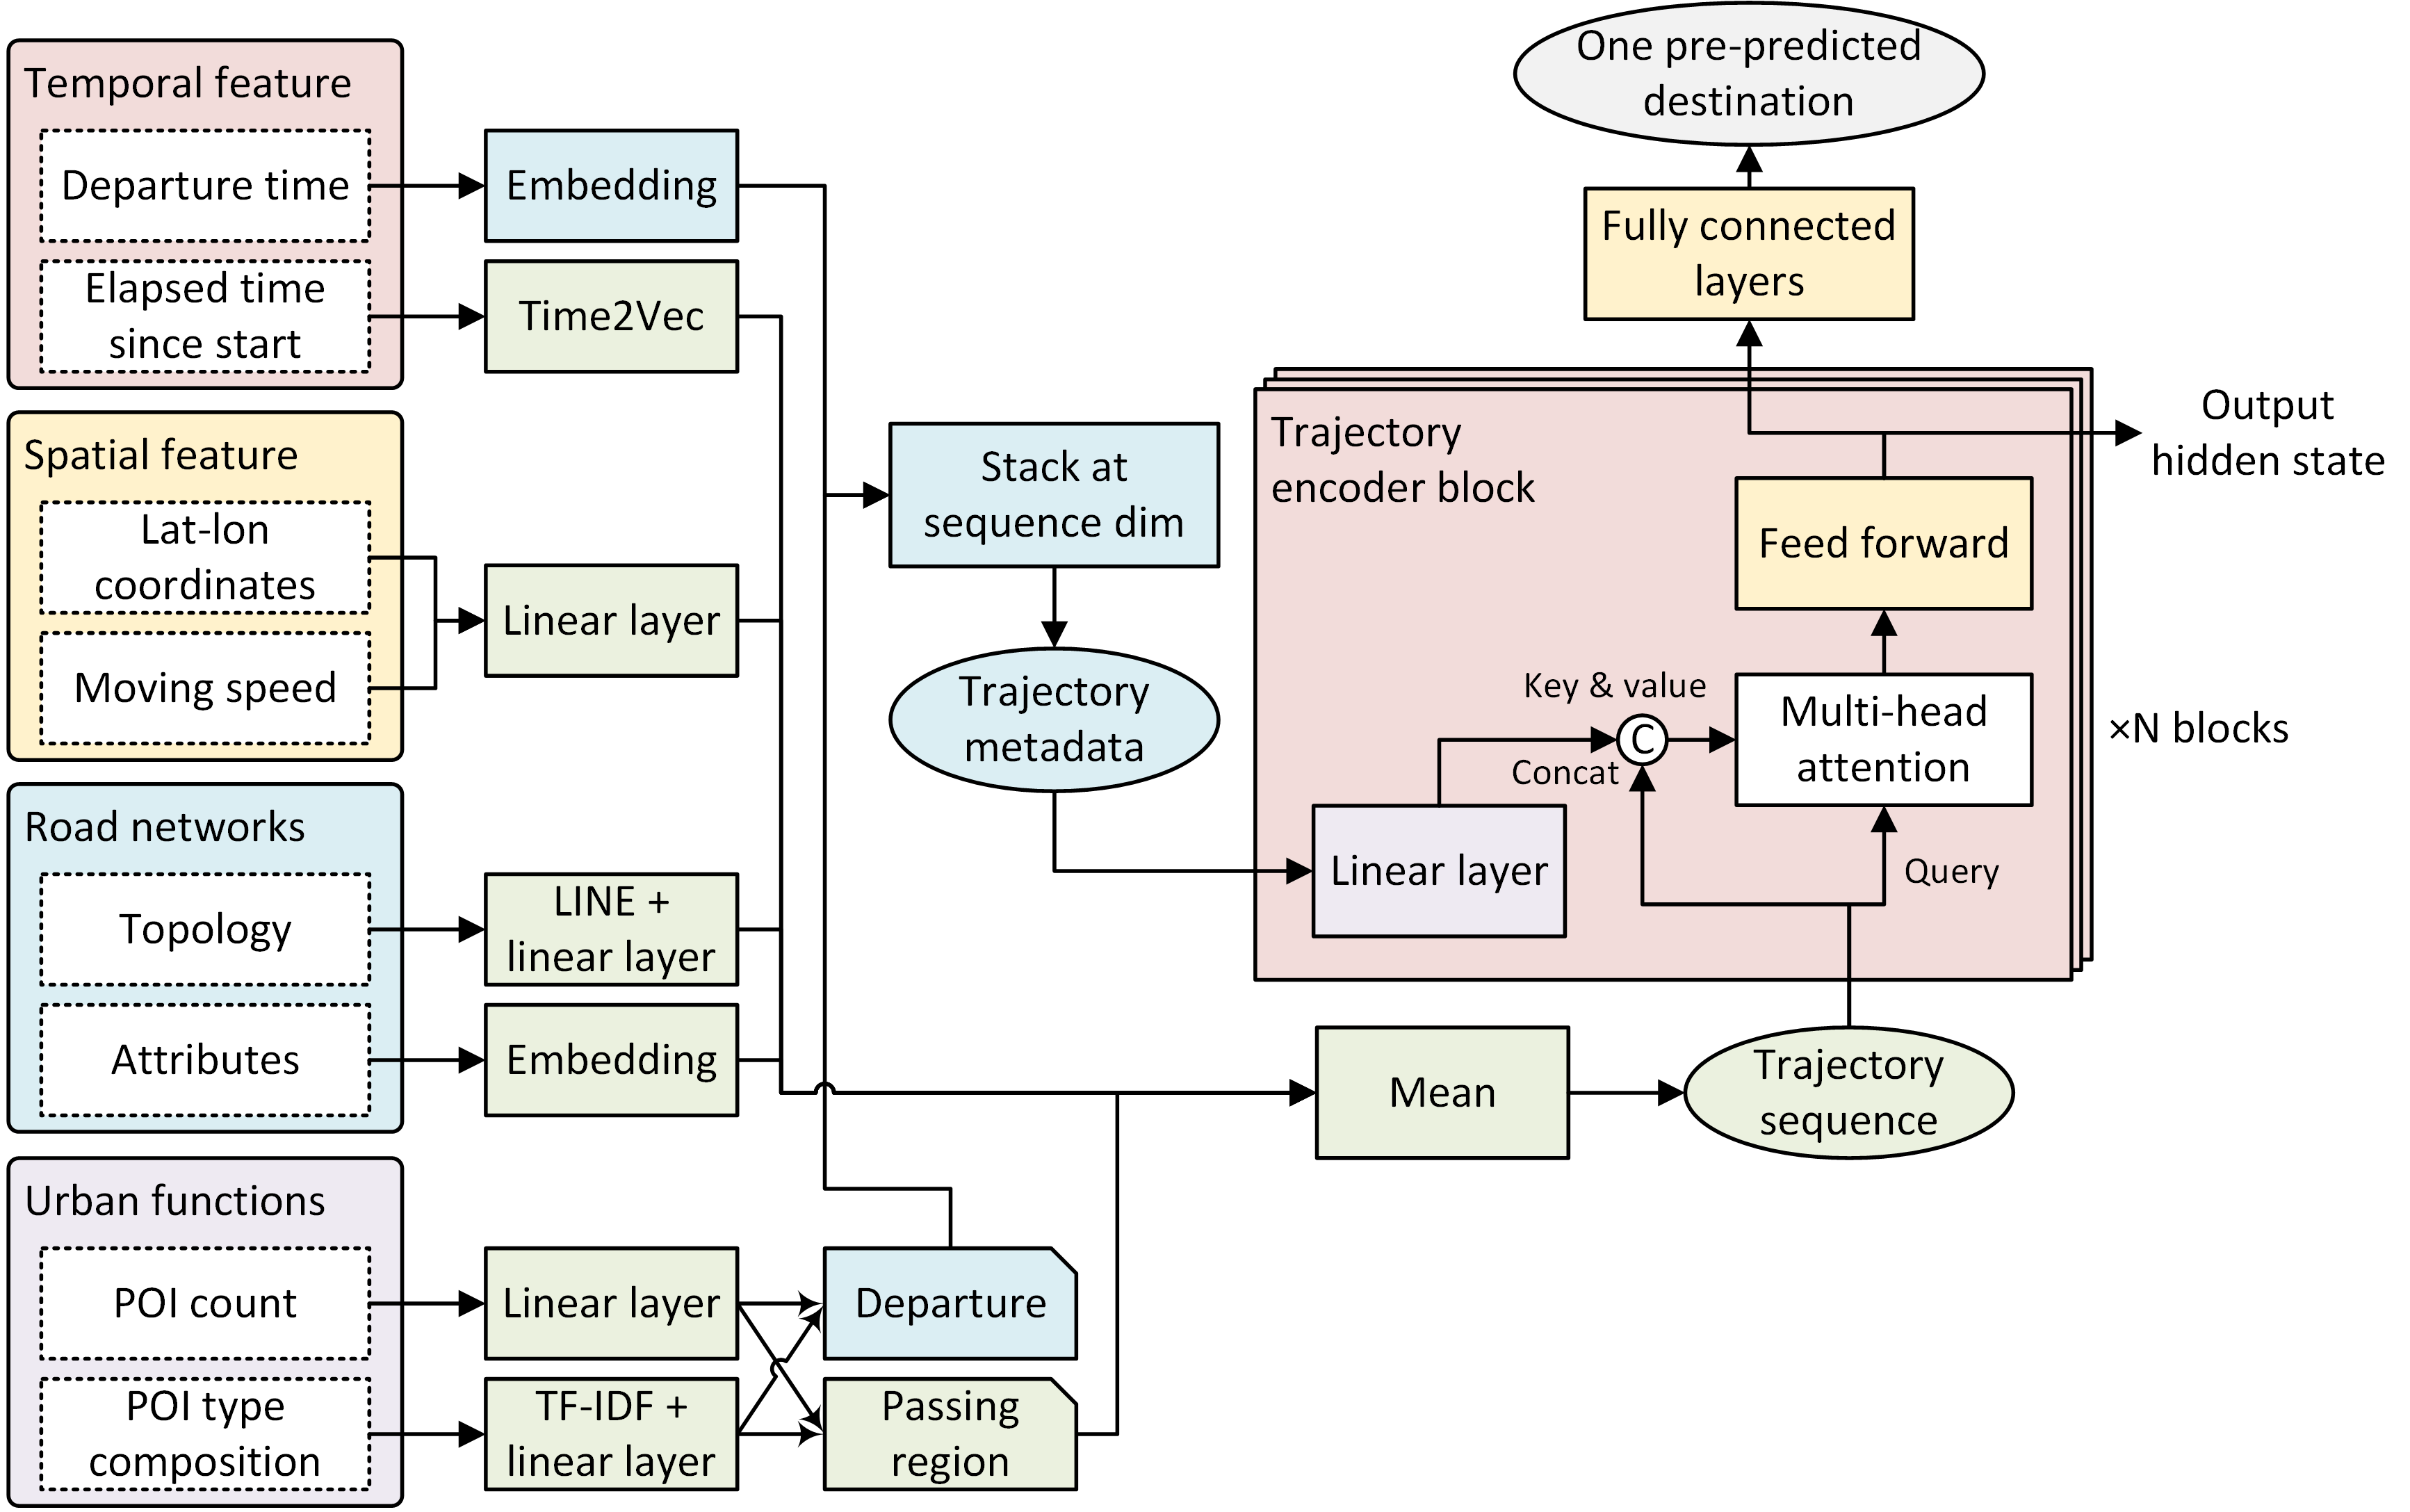 Temporal feature
Departure time
Elapsed time
since start
Embedding
Time2Vec
Spatial feature
Lat-lon
coordinates
Moving speed
Linear layer
Road networks
Topology
Attributes
LINE +
linear layer
Embedding
Urban functions
POI count
POI type
composition
Linear layer
TF-IDF +
linear layer
Departure
Passing
region
Stack at
sequence dim
Trajectory
metadata
One pre-predicted
destination
Fully connected
layers
Trajectory
encoder block
Output
hidden state
Feed forward
Key & value
C
Concat
Multi-head
attention
×N blocks
Linear layer
Query
Mean
Trajectory
sequence